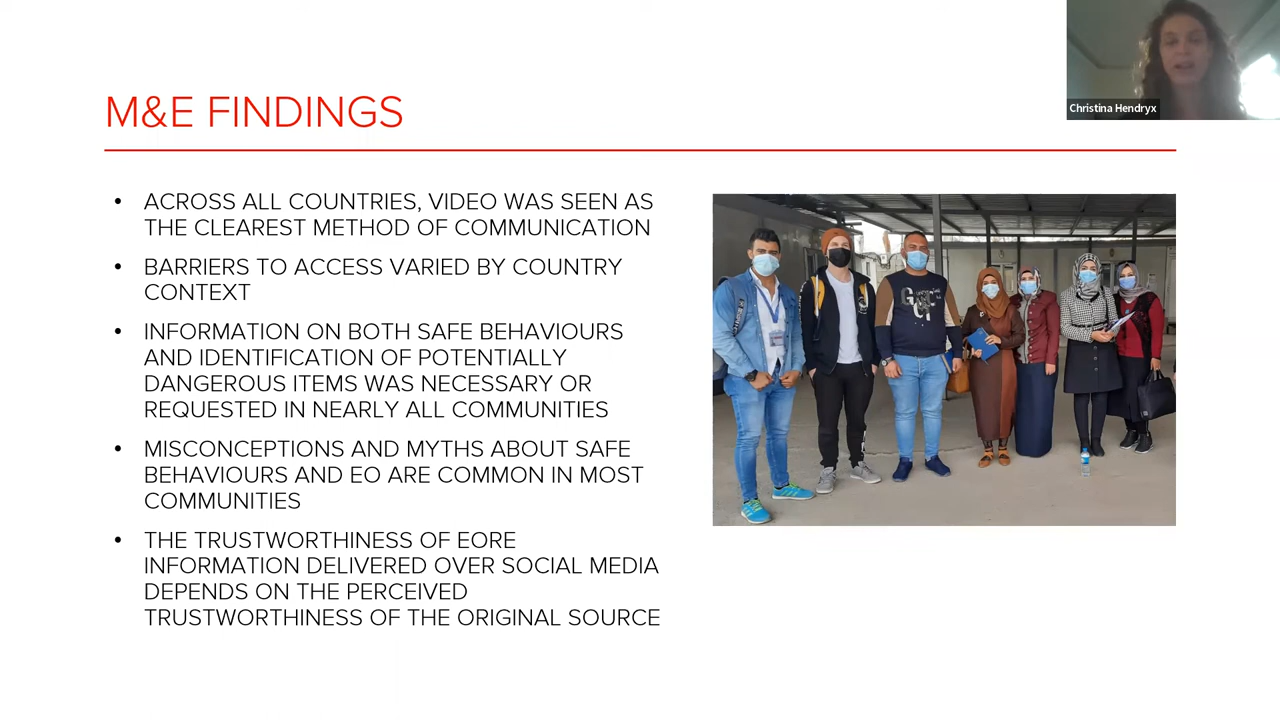 Christina Hendryx
M&E FINDINGS
• ACROSS ALL COUNTRIES, VIDEO WAS SEEN AS
THE CLEAREST METHOD OF COMMUNICATION
• BARRIERS TO ACCESS VARIED BY COUNTRY
CONTEXT
• INFORMATION ON BOTH SAFE BEHAVIOURS
AND IDENTIFICATION OF POTENTIALLY
DANGEROUS ITEMS WAS NECESSARY OR
REQUESTED IN NEARLY ALL COMMUNITIES
• MISCONCEPTIONS AND MYTHS ABOUT SAFE
BEHAVIOURS AND EO ARE COMMON IN MOST
COMMUNITIES
• THE TRUSTWORTHINESS OF EORE
INFORMATION DELIVERED OVER SOCIAL MEDIA
DEPENDS ON THE PERCEIVED
TRUSTWORTHINESS OF THE ORIGINAL SOURCE